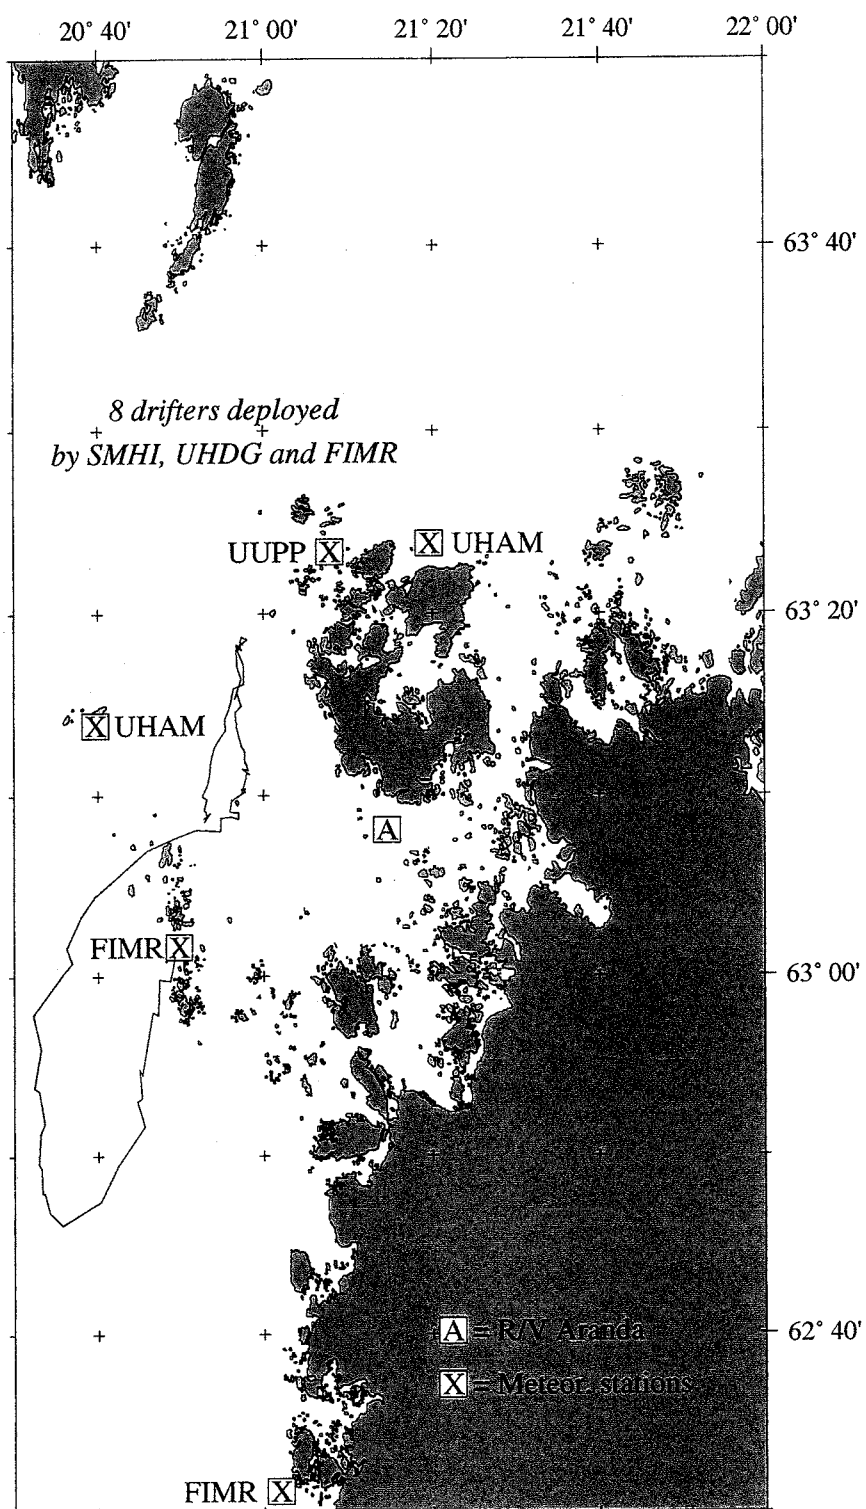 20° 40' 21° 00' 21° 20' 21° 40' 22° 00'
63° 40'
8 drifters deployed
by SMHI, UHDG and FIMR
UUPP X X UHAM
63° 20'
X UHAM
A
FIMR X
63° 00'
A = R/V Aranda
62° 40'
X = Meteor. stations
FIMR X